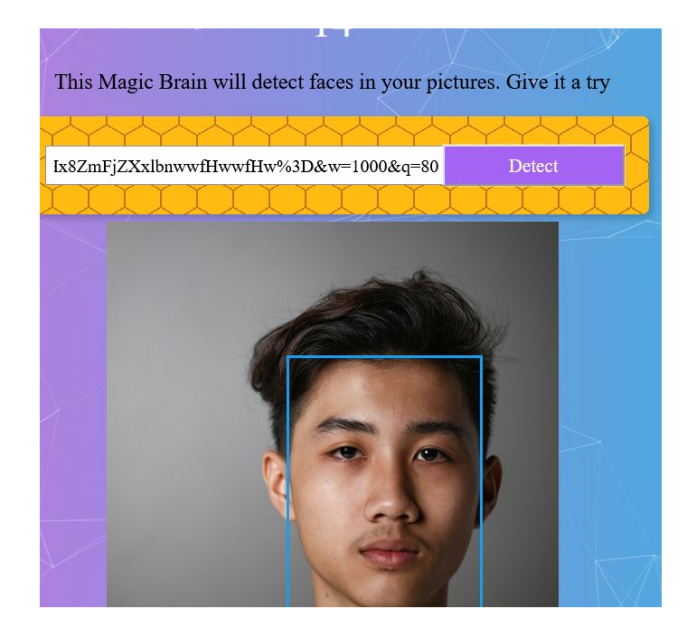 This Magic Brain will detect faces in your pictures. Give it a try
Ix8ZmFjZXxlbnwwfHwwfHw%3D&w=1000&q=80 Detect